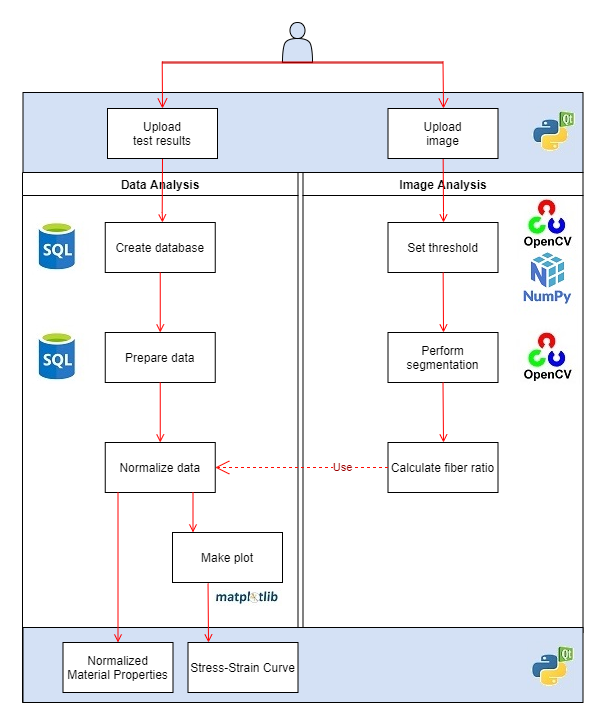 Upload
test results
Upload
image
Qt
Data Analysis
Image Analysis
SQL
Create database
Set threshold
OpenCV
NumPy
SQL
Prepare data
Perform
segmentation
OpenCV
Normalize data
Use
Calculate fiber ratio
Make plot
matplotlib
Normalized
Material Properties
Stress-Strain Curve
Qt